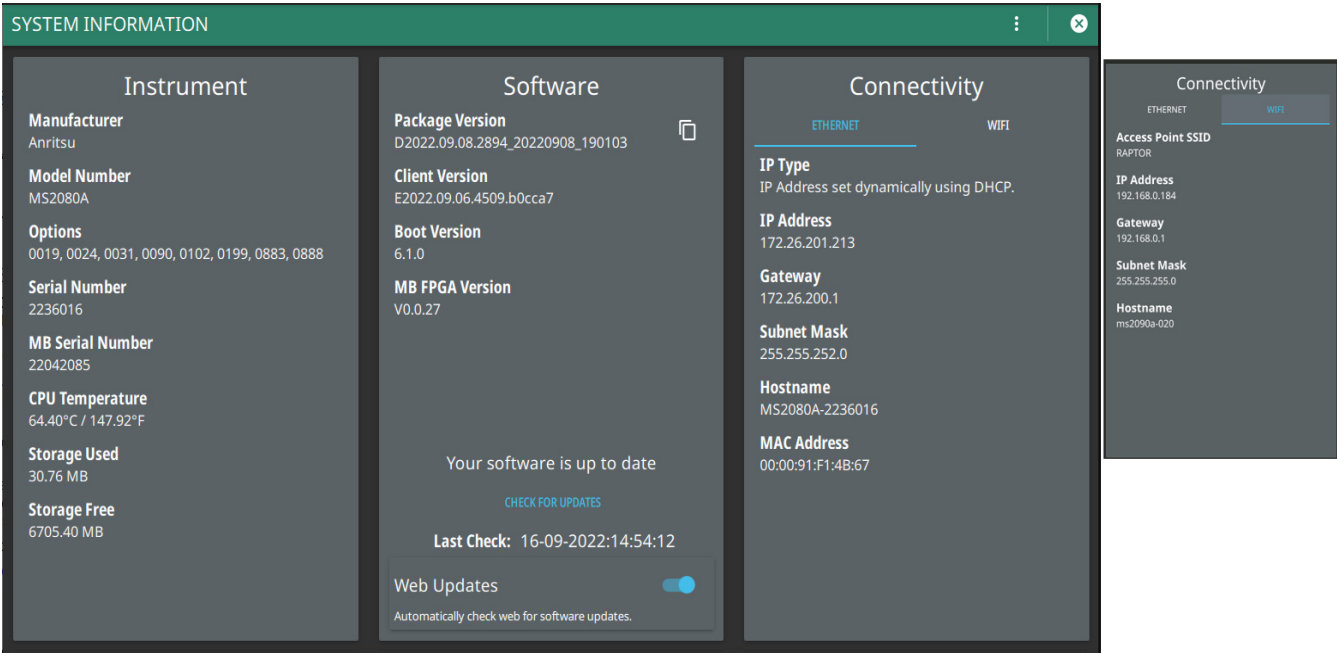 SYSTEM INFORMATION
Instrument
Manufacturer
Anritsu
Model Number
MS2080A
Options
0019, 0024, 0031, 0090, 0102, 0199, 0883, 0888
Serial Number
2236016
MB Serial Number
22042085
CPU Temperature
64.40°C / 147.92°F
Storage Used
30.76 MB
Storage Free
6705.40 MB
Software
Package Version
D2022.09.08.2894_20220908_190103
Client Version
E2022.09.06.4509.b0cca7
Boot Version
6.1.0
MB FPGA Version
V0.0.27
Your software is up to date
CHECK FOR UPDATES
Last Check: 16-09-2022:14:54:12
Web Updates
Automatically check web for software updates.
Connectivity
ETHERNET WIFI
IP Type
IP Address set dynamically using DHCP.
IP Address
172.26.201.213
Gateway
172.26.200.1
Subnet Mask
255.255.252.0
Hostname
MS2080A-2236016
MAC Address
00:00:91:F1:4B:67
Connectivity
ETHERNET WIFI
Access Point SSID
RAPTOR
IP Address
192.168.0.184
Gateway
192.168.0.1
Subnet Mask
255.255.255.0
Hostname
ms2090a-020